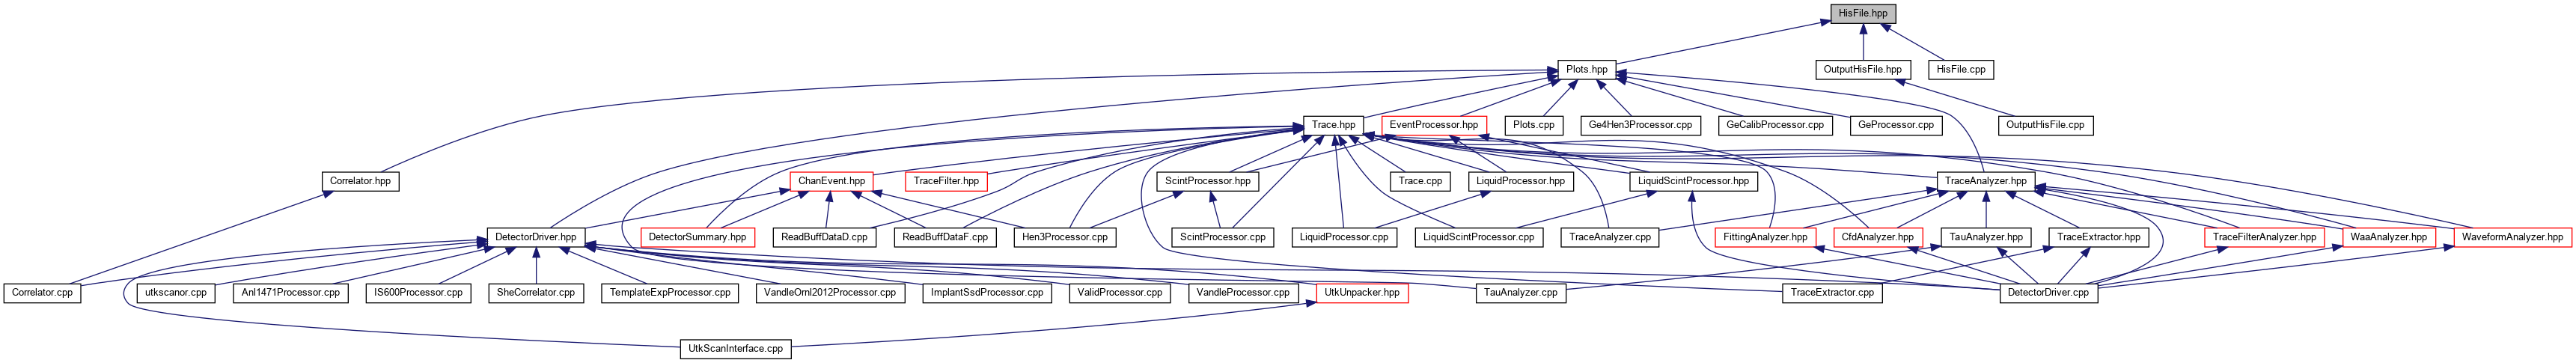 HisFile.hpp
Plots.hpp
OutputHisFile.hpp
HisFile.cpp
Trace.hpp
EventProcessor.hpp
Plots.cpp
Ge4Hen3Processor.cpp
GeCalibProcessor.cpp
GeProcessor.cpp
OutputHisFile.cpp
Correlator.hpp
ChanEvent.hpp
TraceFilter.hpp
ScintProcessor.hpp
Trace.cpp
LiquidProcessor.hpp
LiquidScintProcessor.hpp
TraceAnalyzer.hpp
DetectorDriver.hpp
DetectorSummary.hpp
ReadBuffDataD.cpp
ReadBuffDataF.cpp
Hen3Processor.cpp
ScintProcessor.cpp
LiquidProcessor.cpp
LiquidScintProcessor.cpp
TraceAnalyzer.cpp
FittingAnalyzer.hpp
CfdAnalyzer.hpp
TauAnalyzer.hpp
TraceExtractor.hpp
TraceFilterAnalyzer.hpp
WaaAnalyzer.hpp
WaveformAnalyzer.hpp
Correlator.cpp
utkscanor.cpp
Anl1471Processor.cpp
IS600Processor.cpp
SheCorrelator.cpp
TemplateExpProcessor.cpp
VandleOrnl2012Processor.cpp
ImplantSsdProcessor.cpp
ValidProcessor.cpp
VandleProcessor.cpp
UtkUnpacker.hpp
TauAnalyzer.cpp
TraceExtractor.cpp
DetectorDriver.cpp
UtkScanInterface.cpp